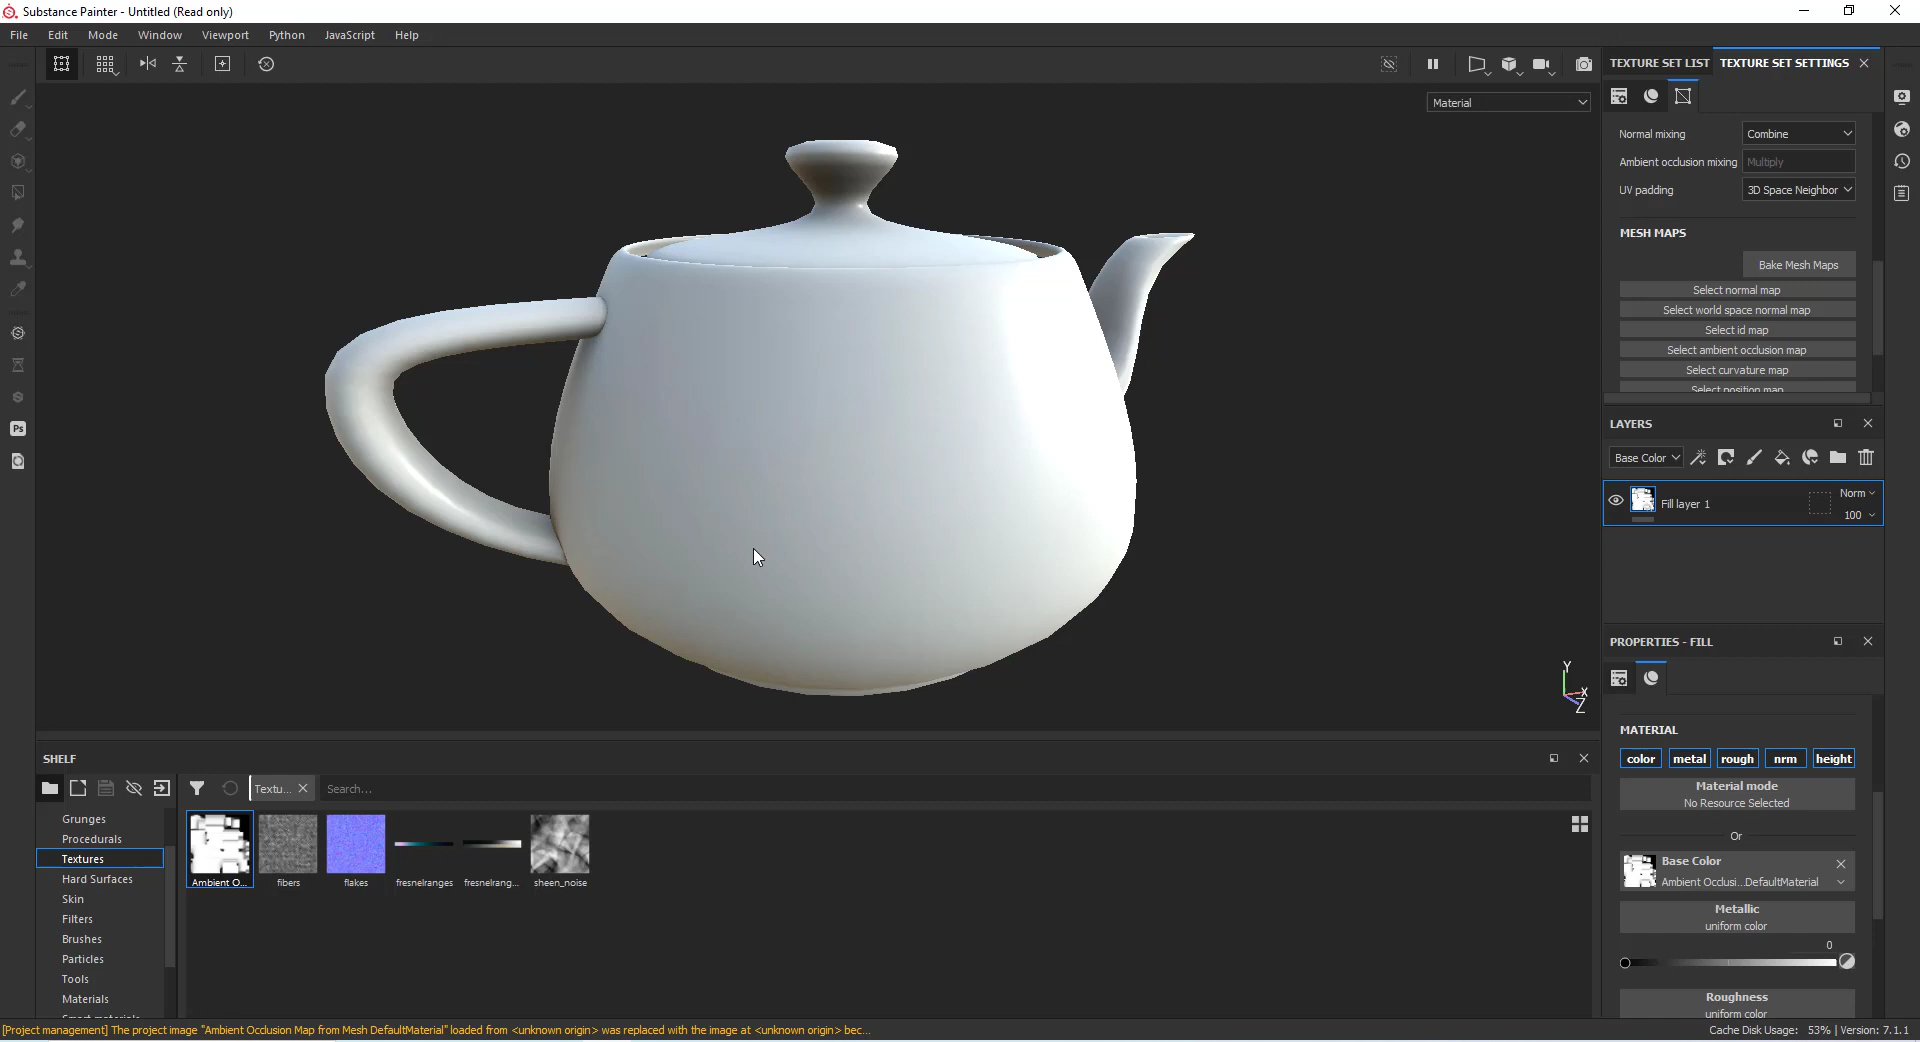 Substance Painter - Untitled (Read only)
File Edit Mode Window Viewport Python JavaScript Help
TEXTURE SET LIST TEXTURE SET SETTINGS
Material
Normal mixing Combine
Ambient occlusion mixing Multiply
UV padding 3D Space Neighbor
MESH MAPS
Bake Mesh Maps
Select normal map
Select world space normal map
Select id map
Select ambient occlusion map
Select curvature map
Select position map
LAYERS
Base Color
Ps
Fill layer 1 Norm
100
PROPERTIES - FILL
Y
X
Z
MATERIAL
color metal rough nrm height
Material mode
No Resource Selected
Or
Base Color
Ambient Occlusi...DefaultMaterial
Metallic
uniform color
0
Roughness
uniform color
SHELF
Textu... Search...
Grunges
Procedurals
Textures
Hard Surfaces
Skin
Filters
Brushes
Particles
Tools
Materials
Smart materials
Ambient O... fibers flakes fresnelranges fresnelrang... sheen_noise
[Project management] The project image "Ambient Occlusion Map from Mesh DefaultMaterial" loaded from <unknown origin> was replaced with the image at <unknown origin> bec...
Cache Disk Usage: 53% | Version: 7.1.1